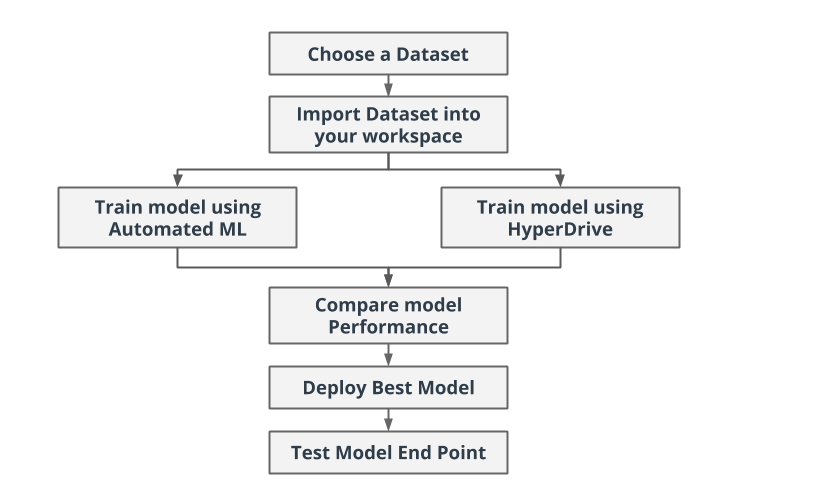 Choose a Dataset
Import Dataset into
your workspace
Train model using
Automated ML
Train model using
HyperDrive
Compare model
Performance
Deploy Best Model
Test Model End Point